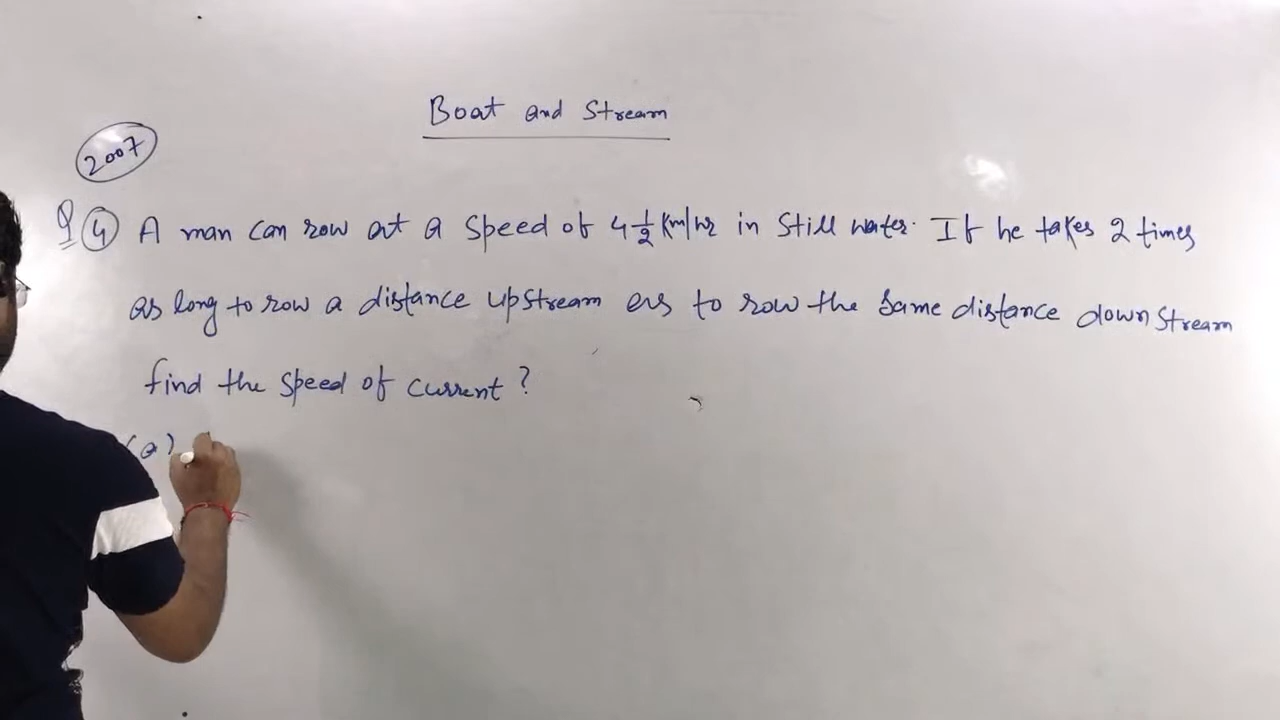 Boat and Stream
2007
Q 4 A man can row at a speed of 4 1/2 km/hr in still water. If he takes 2 times
as long to row a distance upstream as to row the same distance down stream
find the speed of current ?
(a)